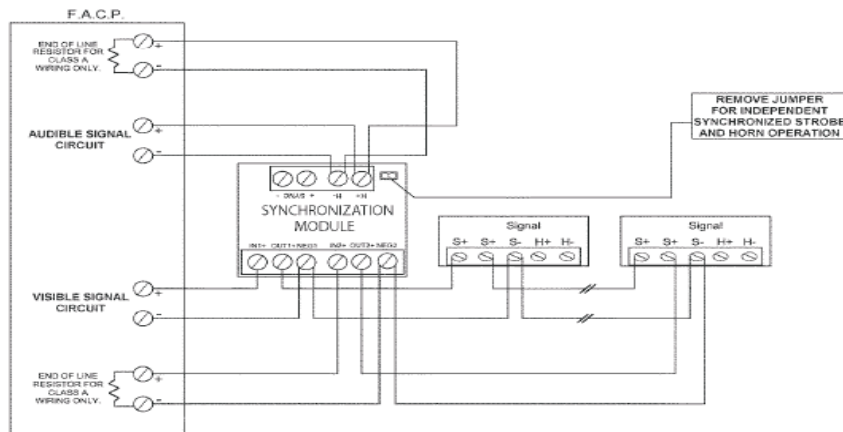 F.A.C.P.
END OF LINE
RESISTOR FOR
CLASS A
WIRING ONLY.
+
-
AUDIBLE SIGNAL
CIRCUIT
+
-
REMOVE JUMPER
FOR INDEPENDENT
SYNCHRONIZED STROBE
AND HORN OPERATION
- SYNC + H- H+
SYNCHRONIZATION
MODULE
IN1+ OUT1+ NEG1 IN2+ OUT2+ NEG2
Signal
S+ S+ S- H+ H-
Signal
S+ S+ S- H+ H-
VISIBLE SIGNAL
CIRCUIT
+
-
END OF LINE
RESISTOR FOR
CLASS A
WIRING ONLY.
+
-